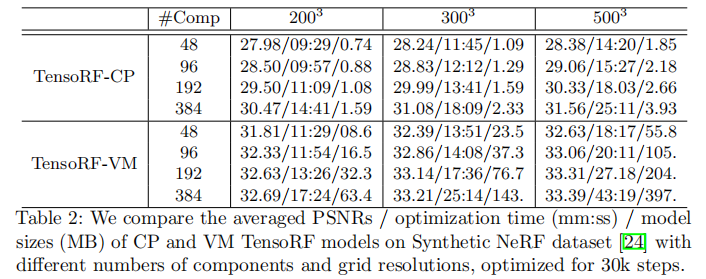 #Comp 200³ 300³ 500³
48 27.98/09:29/0.74 28.24/11:45/1.09 28.38/14:20/1.85
96 28.50/09:57/0.88 28.83/12:12/1.29 29.06/15:27/2.18
TensoRF-CP
192 29.50/11:09/1.08 29.99/13:41/1.59 30.33/18.03/2.66
384 30.47/14:41/1.59 31.08/18:09/2.33 31.56/25:11/3.93
48 31.81/11:29/08.6 32.39/13:51/23.5 32.63/18:17/55.8
96 32.33/11:54/16.5 32.86/14:08/37.3 33.06/20:11/105.
TensoRF-VM
192 32.63/13:26/32.3 33.14/17:36/76.7 33.31/27.18/204.
384 32.69/17:24/63.4 33.21/25:14/143. 33.39/43:19/397.
Table 2: We compare the averaged PSNRs / optimization time (mm:ss) / model
sizes (MB) of CP and VM TensoRF models on Synthetic NeRF dataset [24] with
different numbers of components and grid resolutions, optimized for 30k steps.